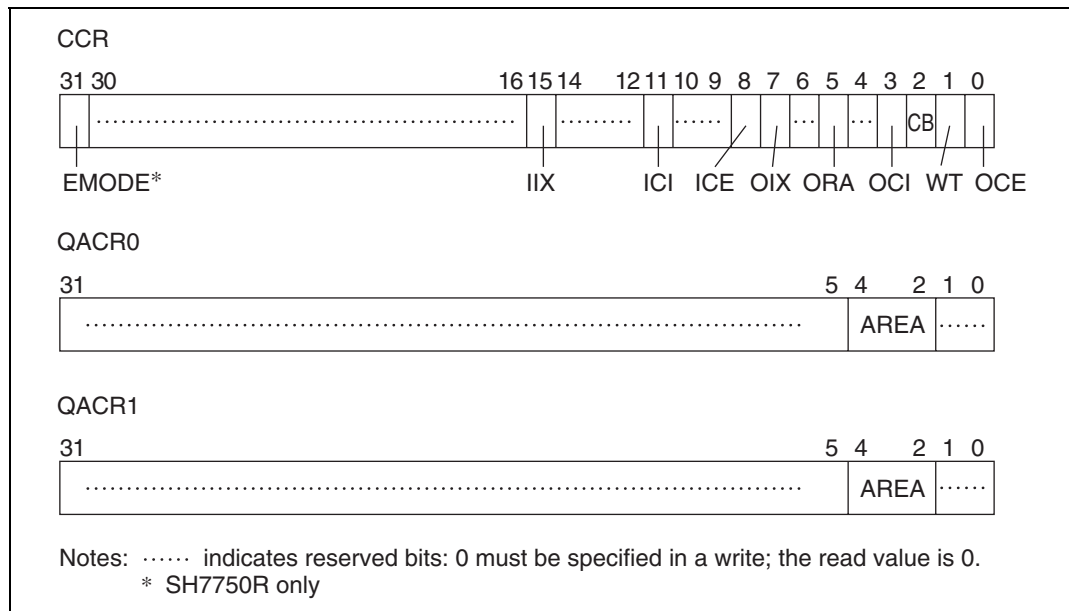 CCR
31 30 16 15 14 12 11 10 9 8 7 6 5 4 3 2 1 0
CB
EMODE* IIX ICI ICE OIX ORA OCI WT OCE
QACR0
31 5 4 2 1 0
AREA
QACR1
31 5 4 2 1 0
AREA
Notes: ...... indicates reserved bits: 0 must be specified in a write; the read value is 0.
* SH7750R only